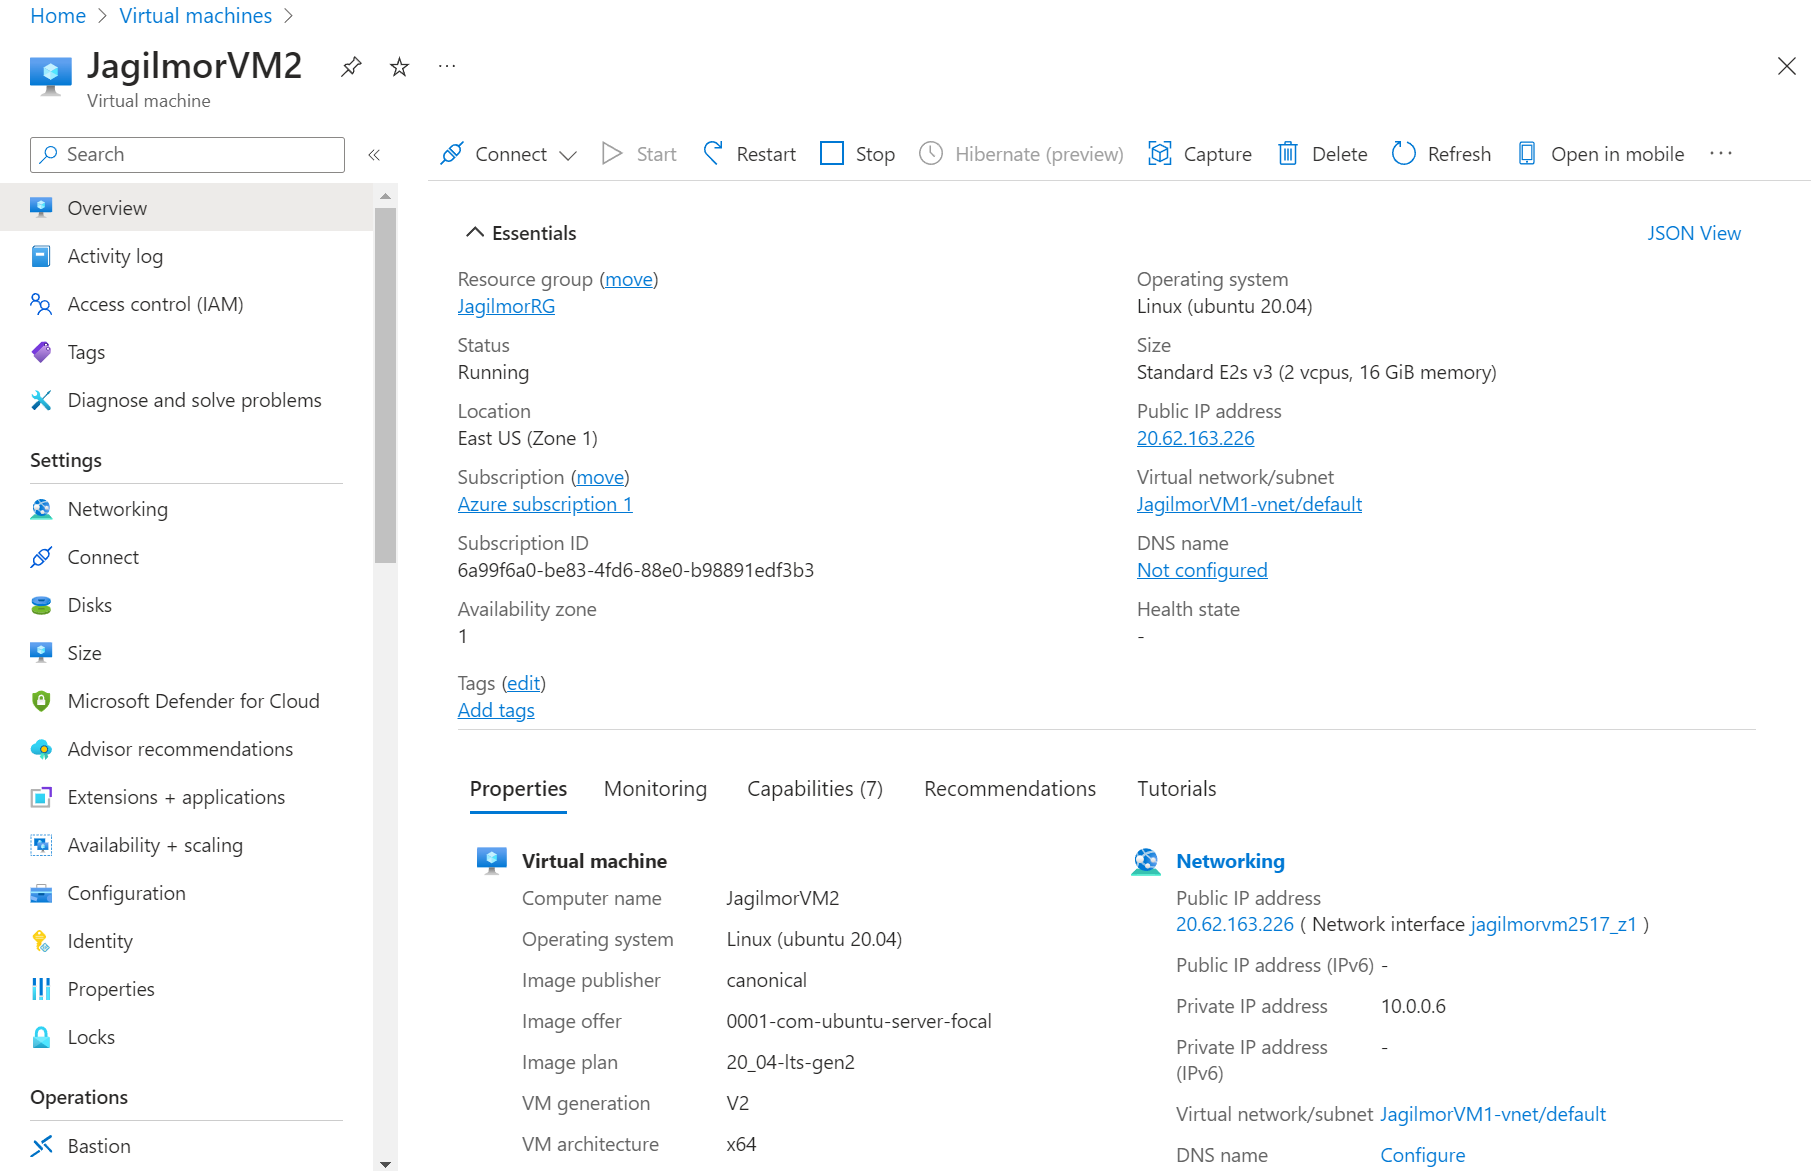 Home > Virtual machines >
JagilmorVM2
Virtual machine
Search
«
Connect
Start
Restart
Stop
Hibernate (preview)
Capture
Delete
Refresh
Open in mobile
Overview
Activity log
Access control (IAM)
Tags
Diagnose and solve problems
Settings
Networking
Connect
Disks
Size
Microsoft Defender for Cloud
Advisor recommendations
Extensions + applications
Availability + scaling
Configuration
Identity
Properties
Locks
Operations
Bastion
Essentials
JSON View
Resource group (move)
JagilmorRG
Status
Running
Location
East US (Zone 1)
Subscription (move)
Azure subscription 1
Subscription ID
6a99f6a0-be83-4fd6-88e0-b98891edf3b3
Availability zone
1
Tags (edit)
Add tags
Operating system
Linux (ubuntu 20.04)
Size
Standard E2s v3 (2 vcpus, 16 GiB memory)
Public IP address
20.62.163.226
Virtual network/subnet
JagilmorVM1-vnet/default
DNS name
Not configured
Health state
-
Properties
Monitoring
Capabilities (7)
Recommendations
Tutorials
Virtual machine
Computer name JagilmorVM2
Operating system Linux (ubuntu 20.04)
Image publisher canonical
Image offer 0001-com-ubuntu-server-focal
Image plan 20_04-lts-gen2
VM generation V2
VM architecture x64
Networking
Public IP address
20.62.163.226 ( Network interface jagilmorvm2517_z1 )
Public IP address (IPv6) -
Private IP address 10.0.0.6
Private IP address -
(IPv6)
Virtual network/subnet JagilmorVM1-vnet/default
DNS name Configure